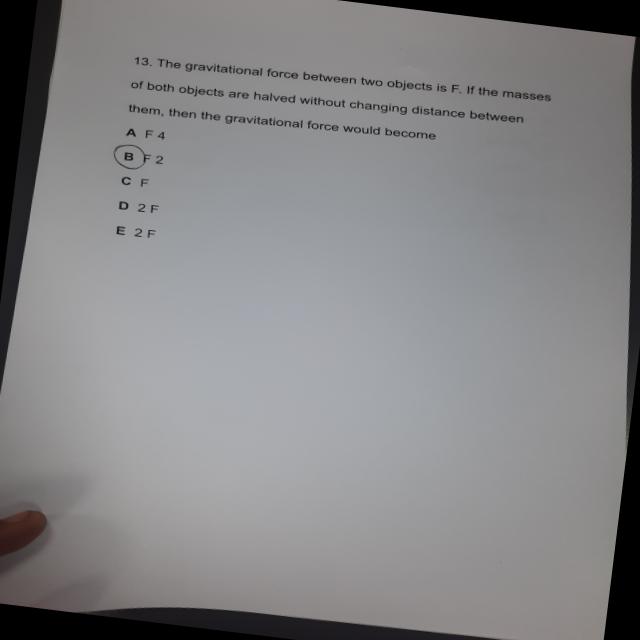 13. The gravitational force between two objects is F. If the masses
of both objects are halved without changing distance between
them, then the gravitational force would become
A F 4
B F 2
C F
D 2 F
E 2 F